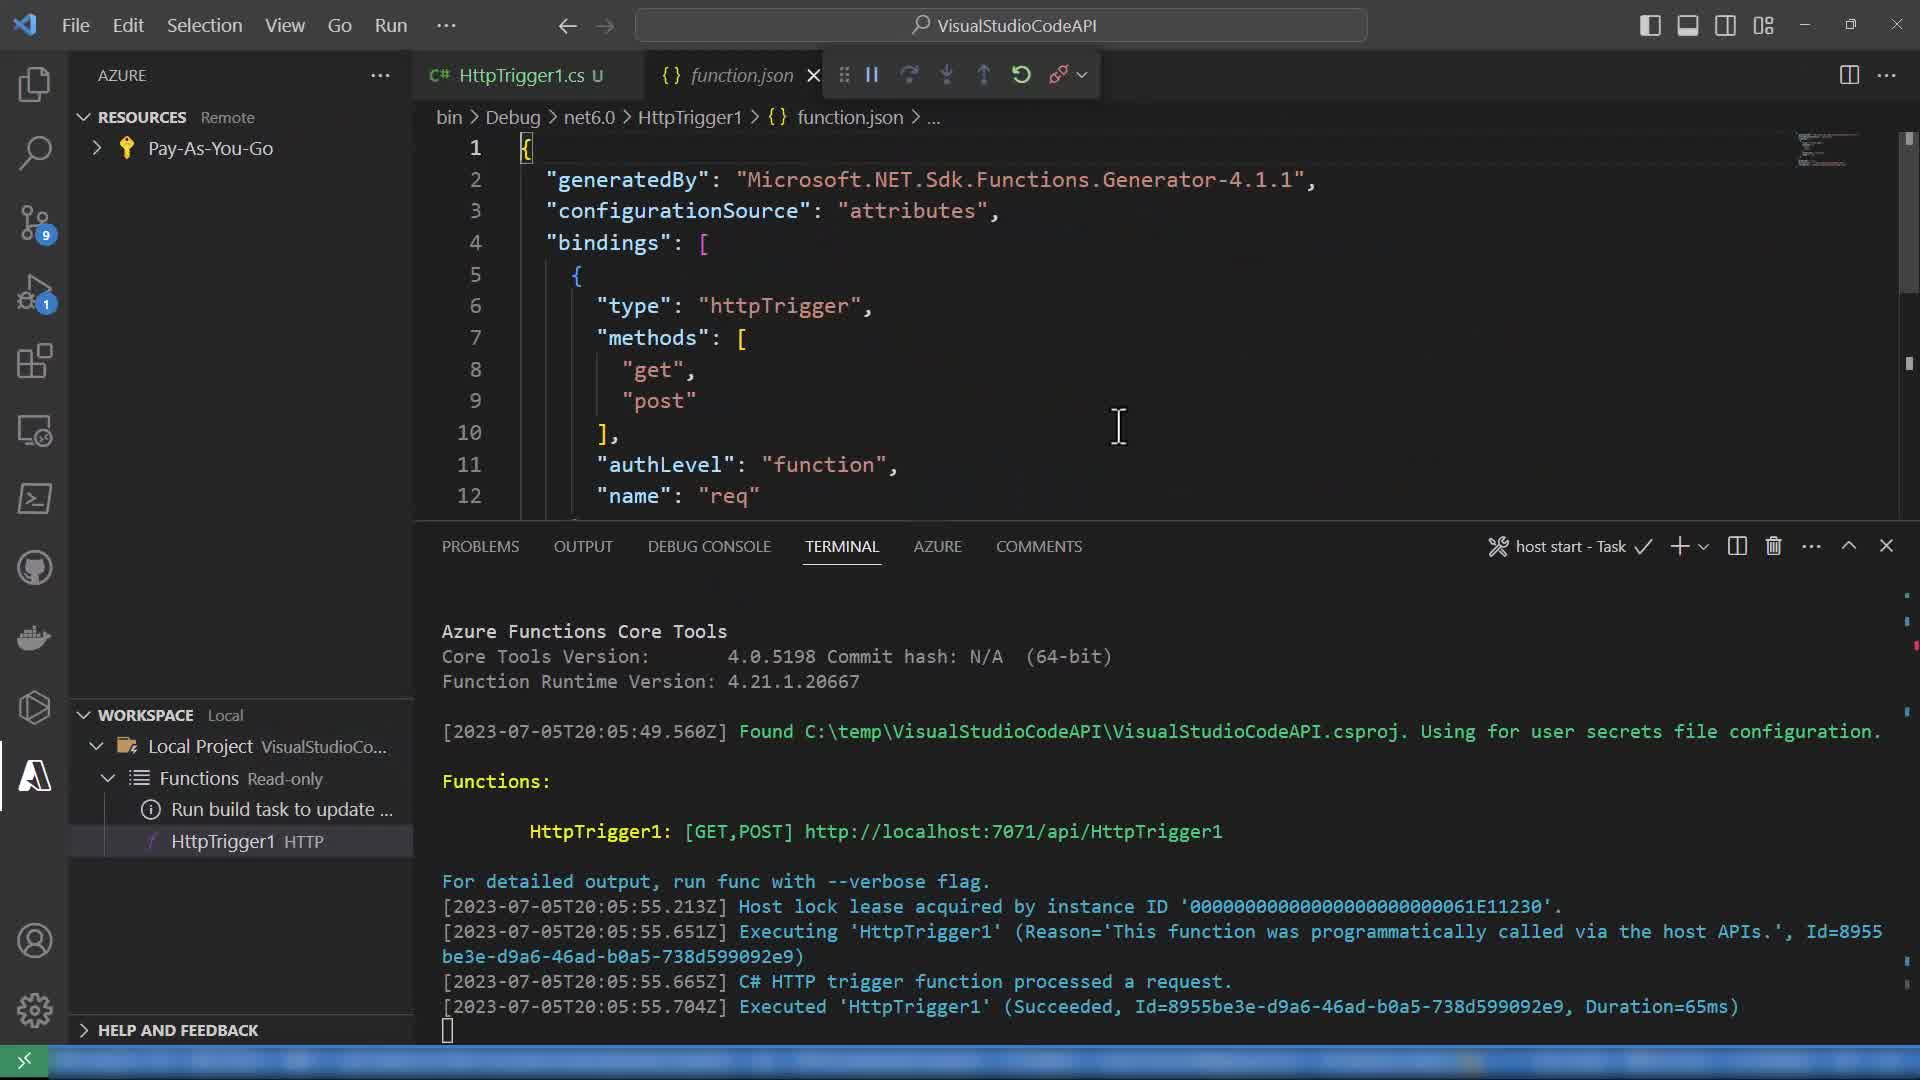 File Edit Selection View Go Run ...
VisualStudioCodeAPI
AZURE
RESOURCES Remote
Pay-As-You-Go
9
1
C# HttpTrigger1.cs U
{} function.json
bin > Debug > net6.0 > HttpTrigger1 > {} function.json > ...
1 {
2 "generatedBy": "Microsoft.NET.Sdk.Functions.Generator-4.1.1",
3 "configurationSource": "attributes",
4 "bindings": [
5 {
6 "type": "httpTrigger",
7 "methods": [
8 "get",
9 "post"
10 ],
11 "authLevel": "function",
12 "name": "req"
PROBLEMS OUTPUT DEBUG CONSOLE TERMINAL AZURE COMMENTS
host start - Task
Azure Functions Core Tools
Core Tools Version: 4.0.5198 Commit hash: N/A (64-bit)
Function Runtime Version: 4.21.1.20667
[2023-07-05T20:05:49.560Z] Found C:\temp\VisualStudioCodeAPI\VisualStudioCodeAPI.csproj. Using for user secrets file configuration.
Functions:
HttpTrigger1: [GET,POST] http://localhost:7071/api/HttpTrigger1
For detailed output, run func with --verbose flag.
[2023-07-05T20:05:55.213Z] Host lock lease acquired by instance ID '00000000000000000000000061E11230'.
[2023-07-05T20:05:55.651Z] Executing 'HttpTrigger1' (Reason='This function was programmatically called via the host APIs.', Id=8955
be3e-d9a6-46ad-b0a5-738d599092e9)
[2023-07-05T20:05:55.665Z] C# HTTP trigger function processed a request.
[2023-07-05T20:05:55.704Z] Executed 'HttpTrigger1' (Succeeded, Id=8955be3e-d9a6-46ad-b0a5-738d599092e9, Duration=65ms)
WORKSPACE Local
Local Project VisualStudioCo...
Functions Read-only
Run build task to update ...
HttpTrigger1 HTTP
HELP AND FEEDBACK